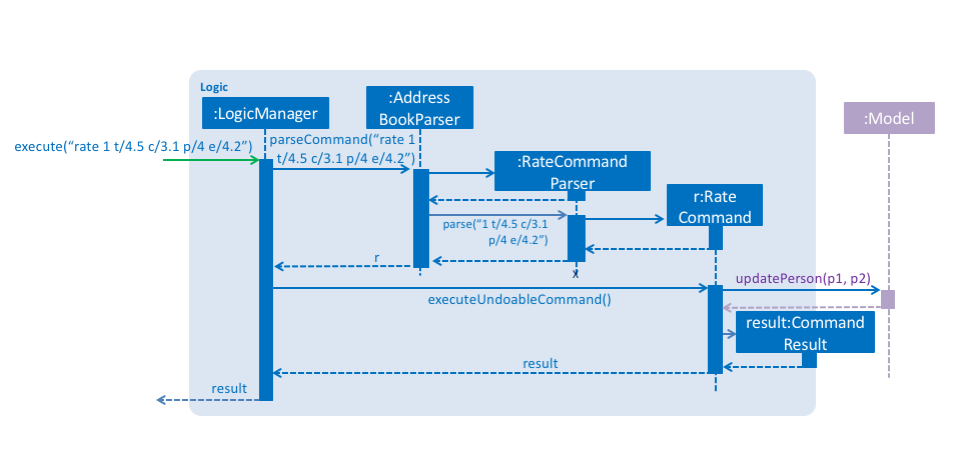 Logic
:LogicManager
:Address
BookParser
:Model
execute(“rate 1 t/4.5 c/3.1 p/4 e/4.2”)
parseCommand(“rate 1
t/4.5 c/3.1 p/4 e/4.2”)
:RateCommand
Parser
r:Rate
Command
parse(“1 t/4.5 c/3.1
p/4 e/4.2”)
r
x
updatePerson(p1, p2)
executeUndoableCommand()
result:Command
Result
result
result